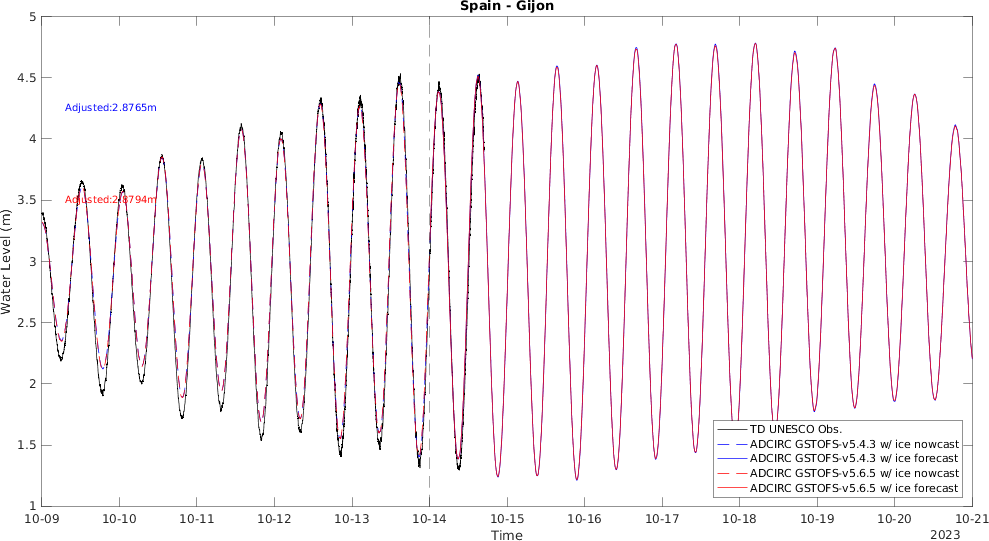 Spain - Gijon
5
4.5
4
3.5
3
2.5
2
1.5
1
Water Level (m)
Adjusted:2.8765m
Adjusted:2.8794m
TD UNESCO Obs.
ADCIRC GSTOFS-v5.4.3 w/ ice nowcast
ADCIRC GSTOFS-v5.4.3 w/ ice forecast
ADCIRC GSTOFS-v5.6.5 w/ ice nowcast
ADCIRC GSTOFS-v5.6.5 w/ ice forecast
10-09 10-10 10-11 10-12 10-13 10-14 10-15 10-16 10-17 10-18 10-19 10-20 10-21
Time
2023